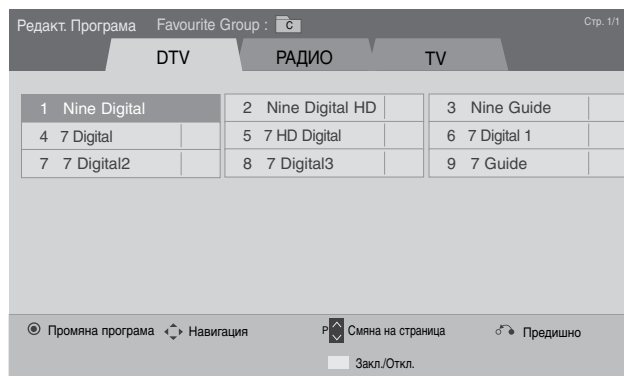 Редакт. Програма Favourite Group : C Стр. 1/1
DTV РАДИО TV
1 Nine Digital 2 Nine Digital HD 3 Nine Guide
4 7 Digital 5 7 HD Digital 6 7 Digital 1
7 7 Digital2 8 7 Digital3 9 7 Guide
Промяна програма Навигация P Смяна на страница Предишно
Закл./Откл.